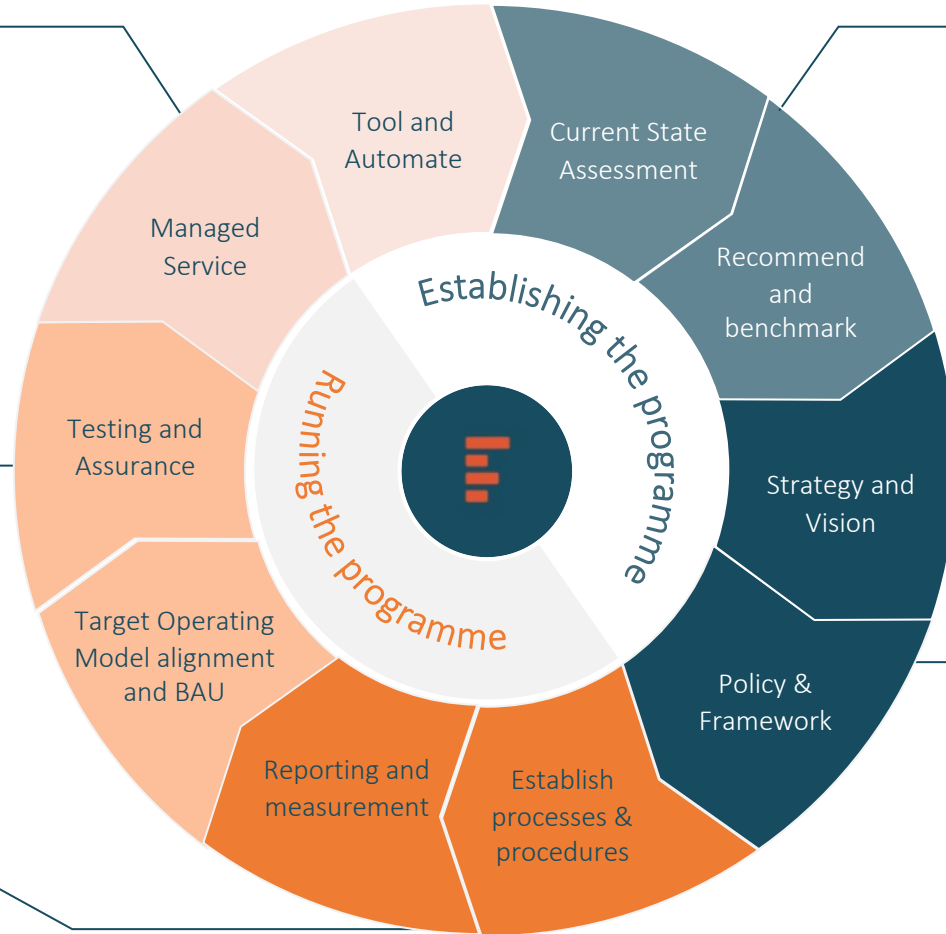 Tool and
Automate
Current State
Assessment
Recommend
and
benchmark
Strategy and
Vision
Policy &
Framework
Establish
processes &
procedures
Reporting and
measurement
Target Operating
Model alignment
and BAU
Testing and
Assurance
Managed
Service
Establishing the programme
Running the programme